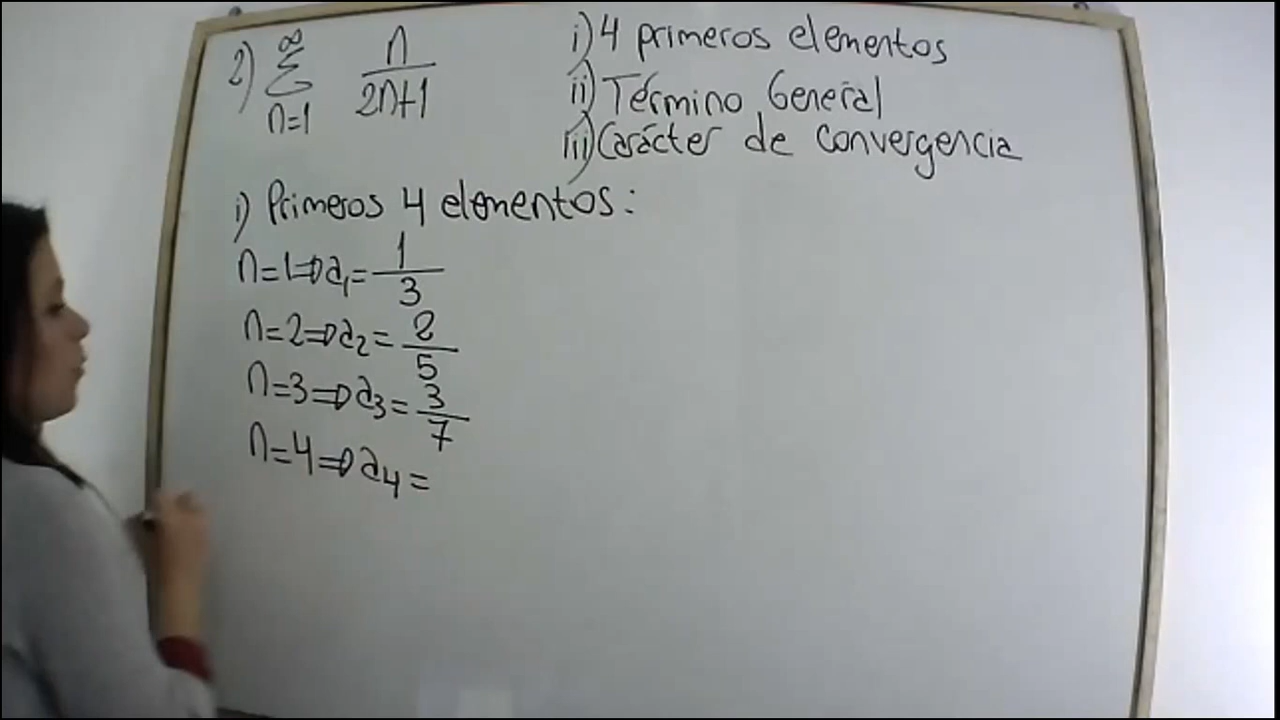 2) ∞ Σ n=1 n/2n+1
i) 4 primeros elementos
ii) Término General
iii) Carácter de convergencia
i) Primeros 4 elementos:
n=1⇒a₁=1/3
n=2⇒a₂=2/5
n=3⇒a₃=3/7
n=4⇒a₄=